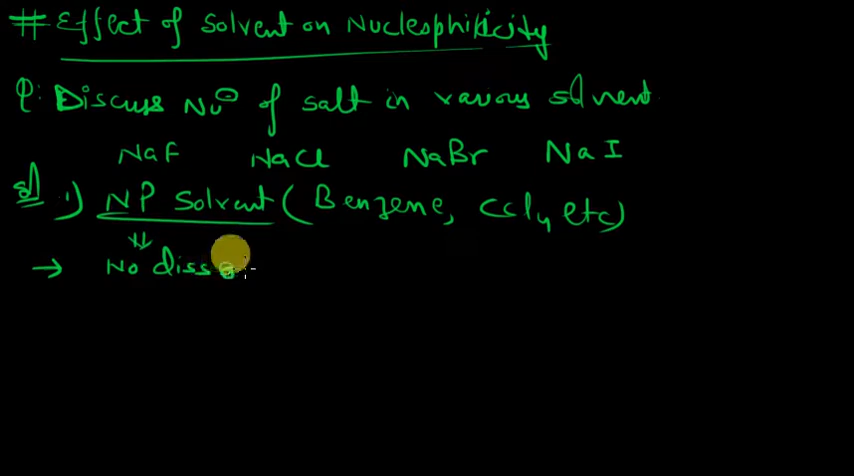 # Effect of Solvent on Nucleophilicity
Q: Discuss Nu⊖ of salt in various solvent
NaF NaCl NaBr NaI
sol 1) NP Solvent (Benzene, CCl4 etc)
⇓
→ No disso